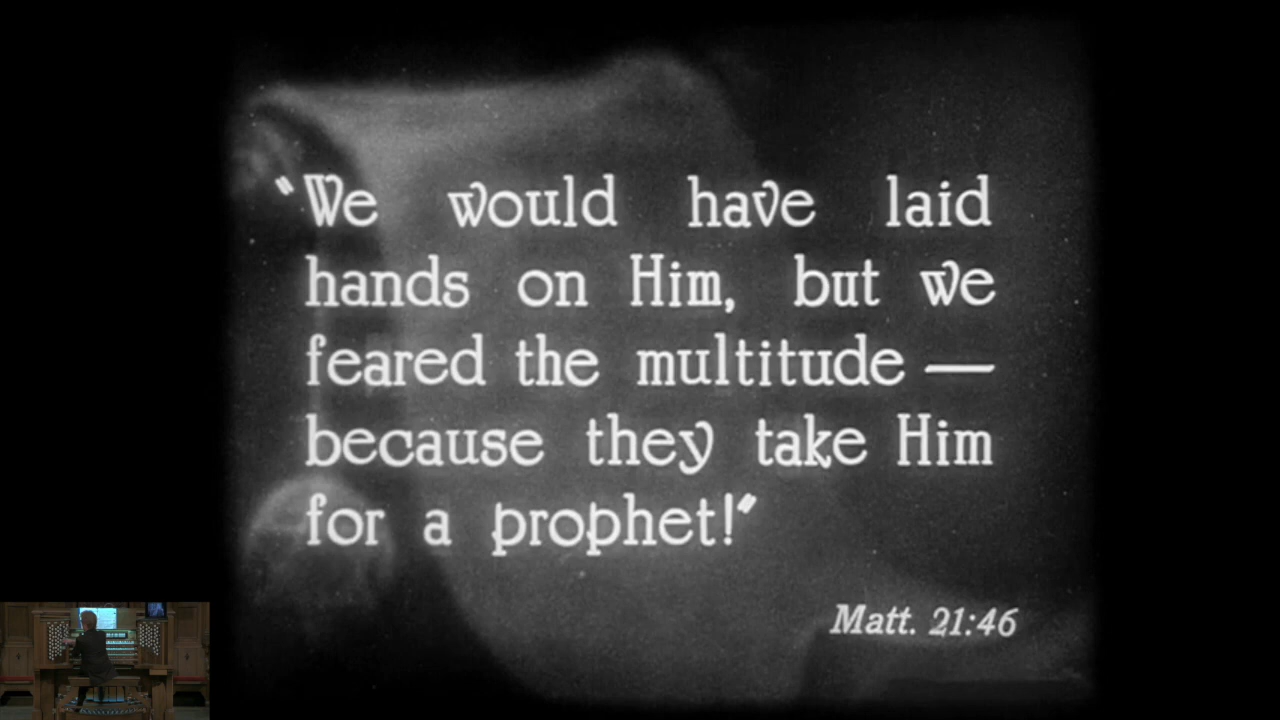 "We would have laid
hands on Him, but we
feared the multitude —
because they take Him
for a prophet!"
Matt. 21:46